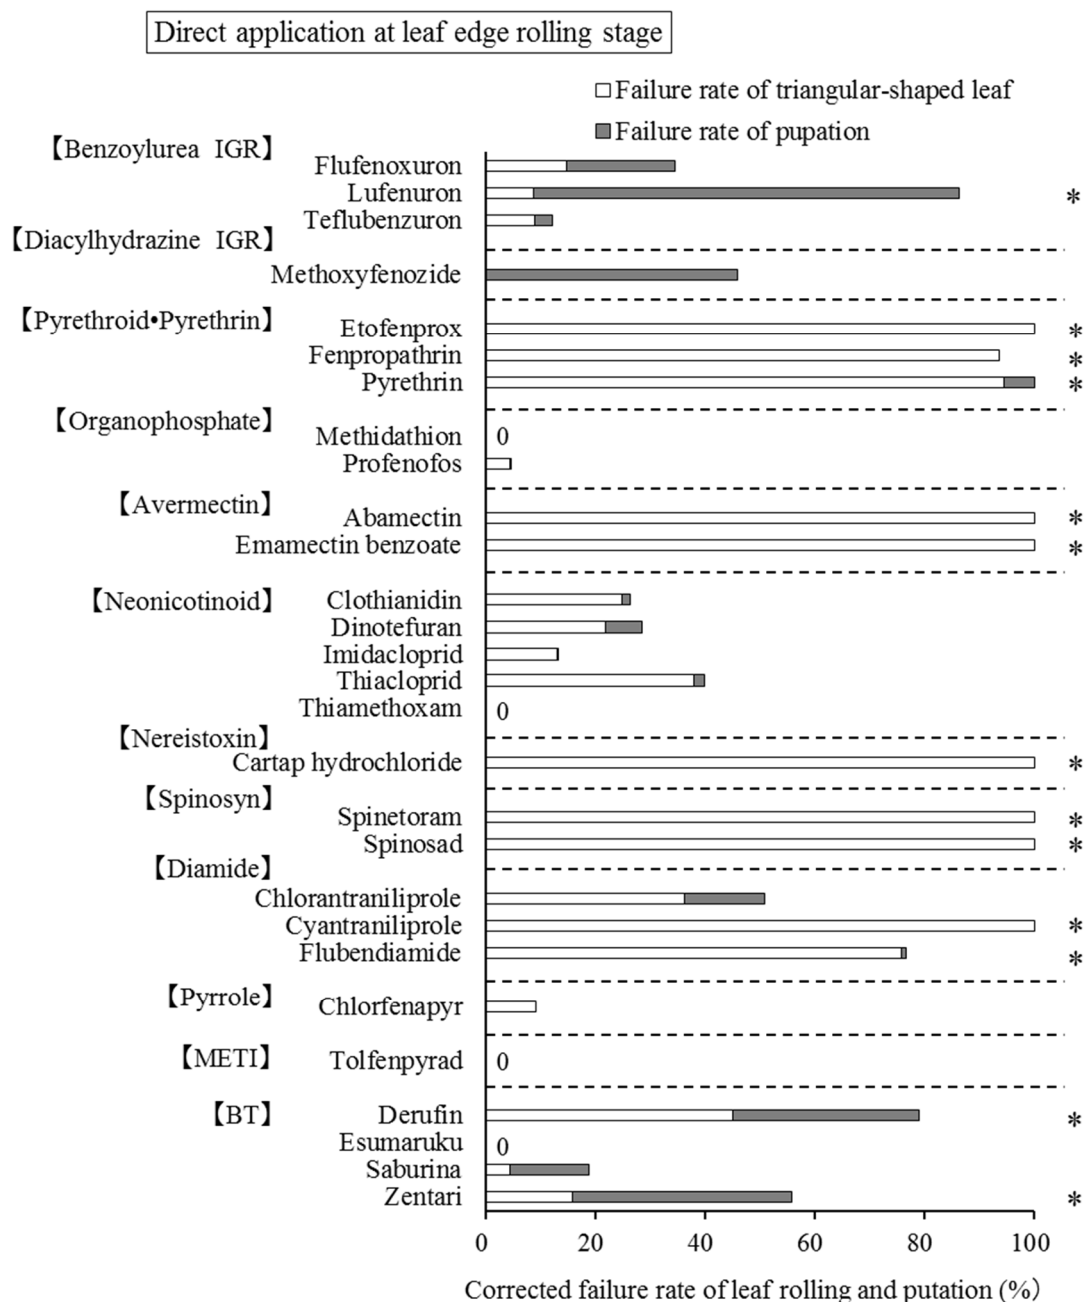 Direct application at leaf edge rolling stage
□Failure rate of triangular-shaped leaf
■Failure rate of pupation
【Benzoylurea IGR】
Flufenoxuron
Lufenuron *
Teflubenzuron
【Diacylhydrazine IGR】
Methoxyfenozide
【Pyrethroid•Pyrethrin】
Etofenprox *
Fenpropathrin *
Pyrethrin *
【Organophosphate】
Methidathion 0
Profenofos
【Avermectin】
Abamectin *
Emamectin benzoate *
【Neonicotinoid】
Clothianidin
Dinotefuran
Imidacloprid
Thiacloprid
Thiamethoxam 0
【Nereistoxin】
Cartap hydrochloride *
【Spinosyn】
Spinetoram *
Spinosad *
【Diamide】
Chlorantraniliprole
Cyantraniliprole *
Flubendiamide *
【Pyrrole】
Chlorfenapyr
【METI】
Tolfenpyrad 0
【BT】
Derufin *
Esumaruku 0
Saburina
Zentari *
0 20 40 60 80 100
Corrected failure rate of leaf rolling and putation (%)